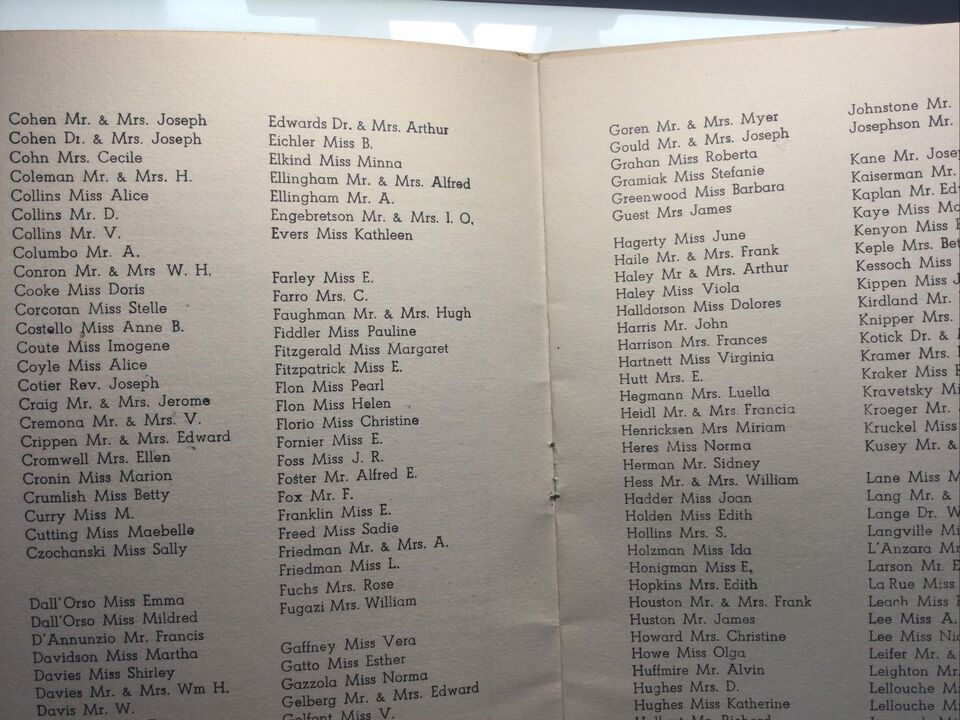 Cohen Mr. & Mrs. Joseph
Cohen Dr. & Mrs. Joseph
Cohn Mrs. Cecile
Coleman Mr. & Mrs. H.
Collins Miss Alice
Collins Mr. D.
Collins Mr. V.
Columbo Mr. A.
Conron Mr. & Mrs W. H.
Cooke Miss Doris
Corcoran Miss Stelle
Costello Miss Anne B.
Coute Miss Imogene
Coyle Miss Alice
Cotier Rev. Joseph
Craig Mr. & Mrs. Jerome
Cremona Mr. & Mrs. V.
Crippen Mr. & Mrs. Edward
Cromwell Mrs. Ellen
Cronin Miss Marion
Crumlish Miss Betty
Curry Miss M.
Cutting Miss Maebelle
Czochanski Miss Sally
Dall'Orso Miss Emma
Dall'Orso Miss Mildred
D'Annunzio Mr. Francis
Davidson Miss Martha
Davies Miss Shirley
Davies Mr. & Mrs. Wm H.
Davis Mr. W.
Edwards Dr. & Mrs. Arthur
Eichler Miss B.
Elkind Miss Minna
Ellingham Mr. & Mrs. Alfred
Ellingham Mr. A.
Engebretson Mr. & Mrs. I. O.
Evers Miss Kathleen
Farley Miss E.
Farro Mrs. C.
Faughman Mr. & Mrs. Hugh
Fiddler Miss Pauline
Fitzgerald Miss Margaret
Fitzpatrick Miss E.
Flon Miss Pearl
Flon Miss Helen
Florio Miss Christine
Fornier Miss E.
Foss Miss J. R.
Foster Mr. Alfred E.
Fox Mr. F.
Franklin Miss E.
Freed Miss Sadie
Friedman Mr. & Mrs. A.
Friedman Miss L.
Fuchs Mrs. Rose
Fugazi Mrs. William
Gaffney Miss Vera
Gatto Miss Esther
Gazzola Miss Norma
Gelberg Mr. & Mrs. Edward
Gelfont Miss V.
Goren Mr. & Mrs. Myer
Gould Mr. & Mrs. Joseph
Grahan Miss Roberta
Gramiak Miss Stefanie
Greenwood Miss Barbara
Guest Mrs James
Hagerty Miss June
Haile Mr. & Mrs. Frank
Haley Mr & Mrs. Arthur
Haley Miss Viola
Halldorson Miss Dolores
Harris Mr. John
Harrison Mrs. Frances
Hartnett Miss Virginia
Hutt Mrs. E.
Hegmann Mrs. Luella
Heidl Mr. & Mrs. Francia
Henricksen Mrs Miriam
Heres Miss Norma
Herman Mr. Sidney
Hess Mr. & Mrs. William
Hadder Miss Joan
Holden Miss Edith
Hollins Mrs. S.
Holzman Miss Ida
Honigman Miss E.
Hopkins Mrs. Edith
Houston Mr. & Mrs. Frank
Huston Mr. James
Howard Mrs. Christine
Howe Miss Olga
Huffmire Mr. Alvin
Hughes Mrs. D.
Hughes Miss Katherine
Johnstone Mr.
Josephson Mr.
Kane Mr.
Kaiserman Mr.
Kaplan Mr.
Kaye Miss
Kenyon Miss
Keple Mrs.
Kessoch Miss
Kippen Miss
Kirdland Mr.
Knipper Mrs.
Kotick Dr. &
Kramer Mrs.
Kraker Miss
Kravetsky
Kroeger Mr.
Kruckel Miss
Kusey Mr. &
Lane Miss
Lang Mr. &
Lange Dr. W
Langville
L'Anzara
Larson Mr. E
La Rue Miss
Leach Miss
Lee Miss A.
Lee Miss
Leifer Mr. &
Leighton Mr.
Lellouche
Lellouche